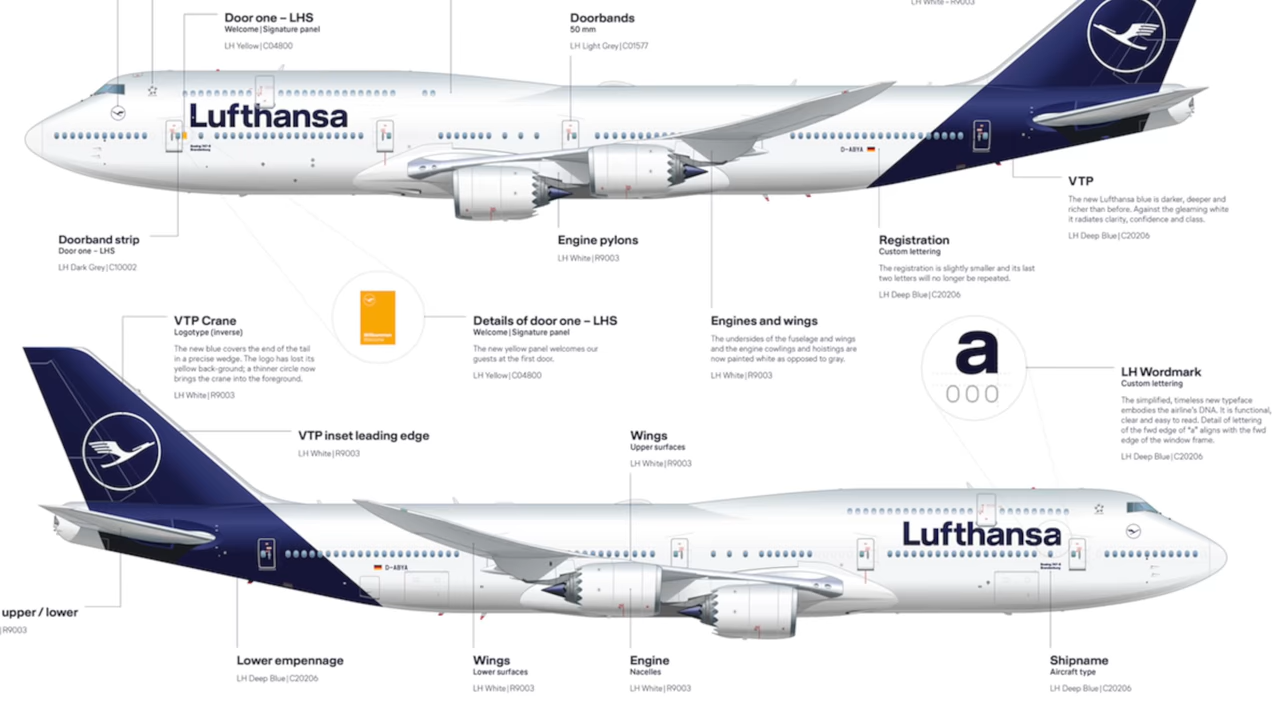 LH White – R9003
Door one – LHS
Welcome | Signature panel
LH Yellow | C04800
Doorbands
50 mm
LH Light Grey | C01577
Lufthansa
D-ABYA
VTP
The new Lufthansa blue is darker, deeper and
richer than before. Against the gleaming white
it radiates clarity, confidence and class.
LH Deep Blue | C20206
Doorband strip
Door one – LHS
LH Dark Grey | C10002
Engine pylons
LH White | R9003
Registration
Custom lettering
The registration is slightly smaller and its last
two letters will no longer be repeated.
LH Deep Blue | C20206
VTP Crane
Logotype (inverse)
The new blue covers the end of the tail
in a precise wedge. The logo has lost its
yellow back-ground; a thinner circle now
brings the crane into the foreground.
LH White | R9003
Details of door one – LHS
Welcome | Signature panel
The new yellow panel welcomes our
guests at the first door.
LH Yellow | C04800
Engines and wings
The undersides of the fuselage and wings
and the engine cowlings and hoistings are
now painted white as opposed to gray.
LH White | R9003
a
LH Wordmark
Custom lettering
The simplified, timeless new typeface
embodies the airline's DNA. It is functional,
clear and easy to read. Detail of lettering
of the fwd edge of "a" aligns with the fwd
edge of the window frame.
LH Deep Blue | C20206
VTP inset leading edge
LH White | R9003
Wings
Upper surfaces
LH White | R9003
Lufthansa
D-ABYA
upper / lower
| R9003
Lower empennage
LH Deep Blue | C20206
Wings
Lower surfaces
LH White | R9003
Engine
Nacelles
LH White | R9003
Shipname
Aircraft type
LH Deep Blue | C20206